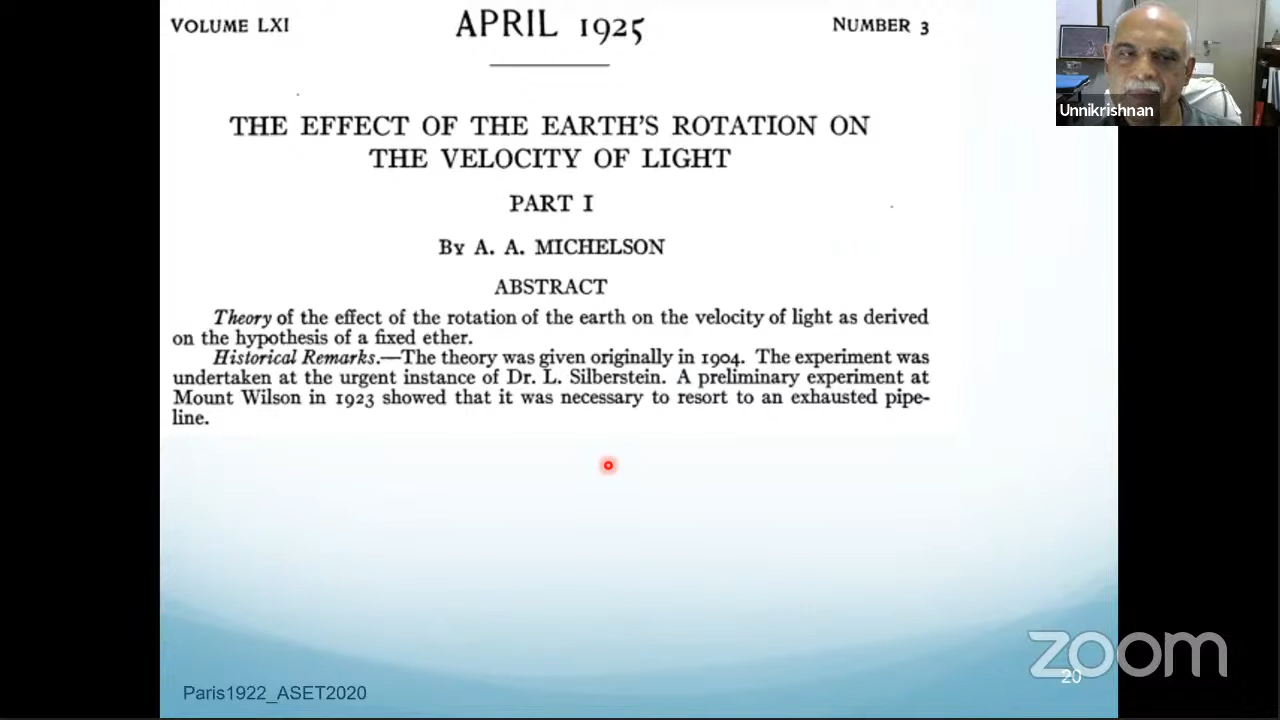 VOLUME LXI
APRIL 1925
NUMBER 3
THE EFFECT OF THE EARTH'S ROTATION ON
THE VELOCITY OF LIGHT
PART I
By A. A. MICHELSON
ABSTRACT
Theory of the effect of the rotation of the earth on the velocity of light as derived
on the hypothesis of a fixed ether.
Historical Remarks.—The theory was given originally in 1904. The experiment was
undertaken at the urgent instance of Dr. L. Silberstein. A preliminary experiment at
Mount Wilson in 1923 showed that it was necessary to resort to an exhausted pipe-
line.
Unnikrishnan
Paris1922_ASET2020
zoom
20